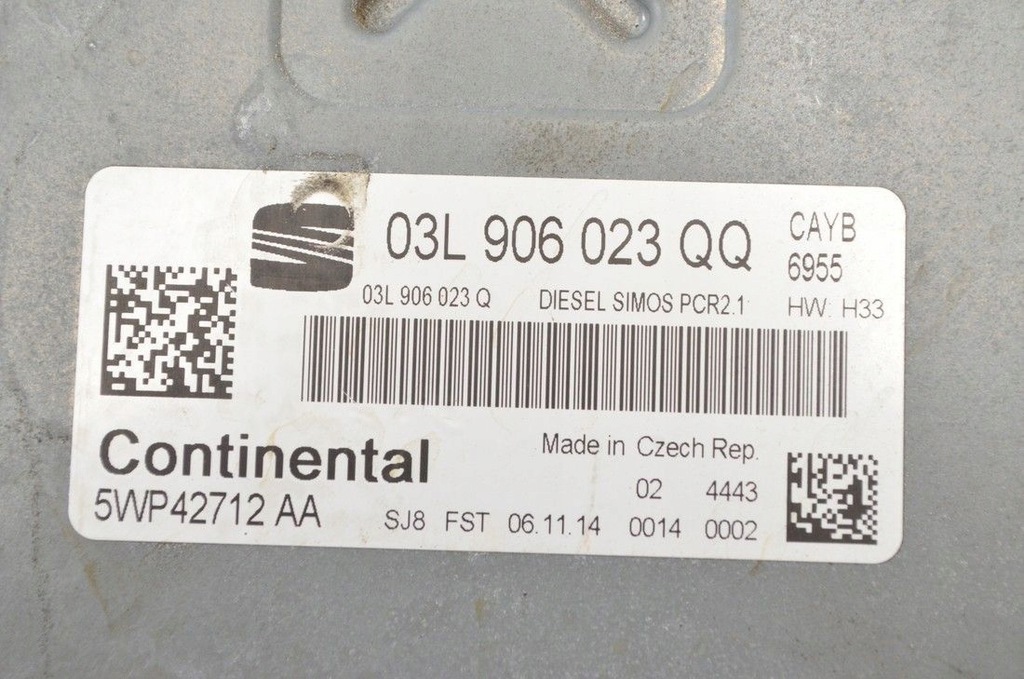 03L 906 023 QQ
CAYB
6955
03L 906 023 Q DIESEL SIMOS PCR2.1 HW: H33
Continental
5WP42712 AA
Made in Czech Rep.
02 4443
SJ8 FST 06.11.14 0014 0002